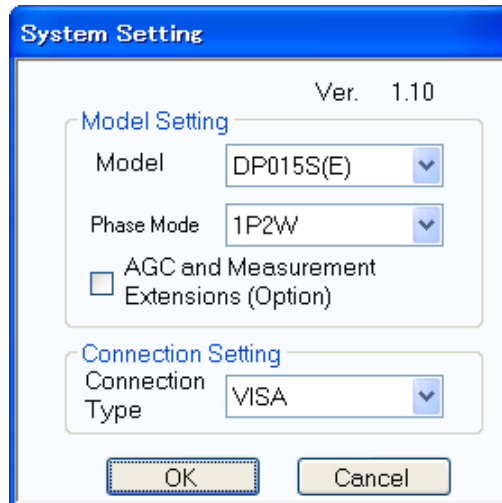 System Setting
Ver. 1.10
Model Setting
Model DP015S(E)
Phase Mode 1P2W
AGC and Measurement
Extensions (Option)
Connection Setting
Connection
Type VISA
OK Cancel